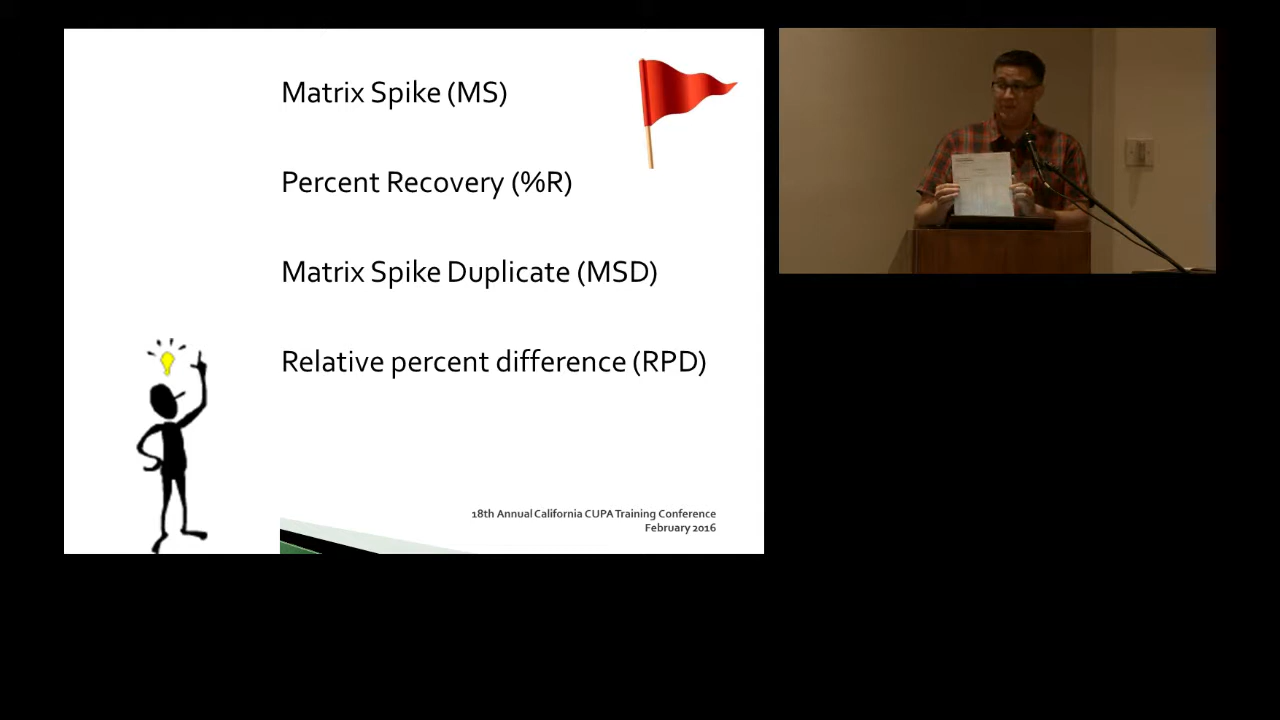 Matrix Spike (MS)
Percent Recovery (%R)
Matrix Spike Duplicate (MSD)
Relative percent difference (RPD)
18th Annual California CUPA Training Conference
February 2016